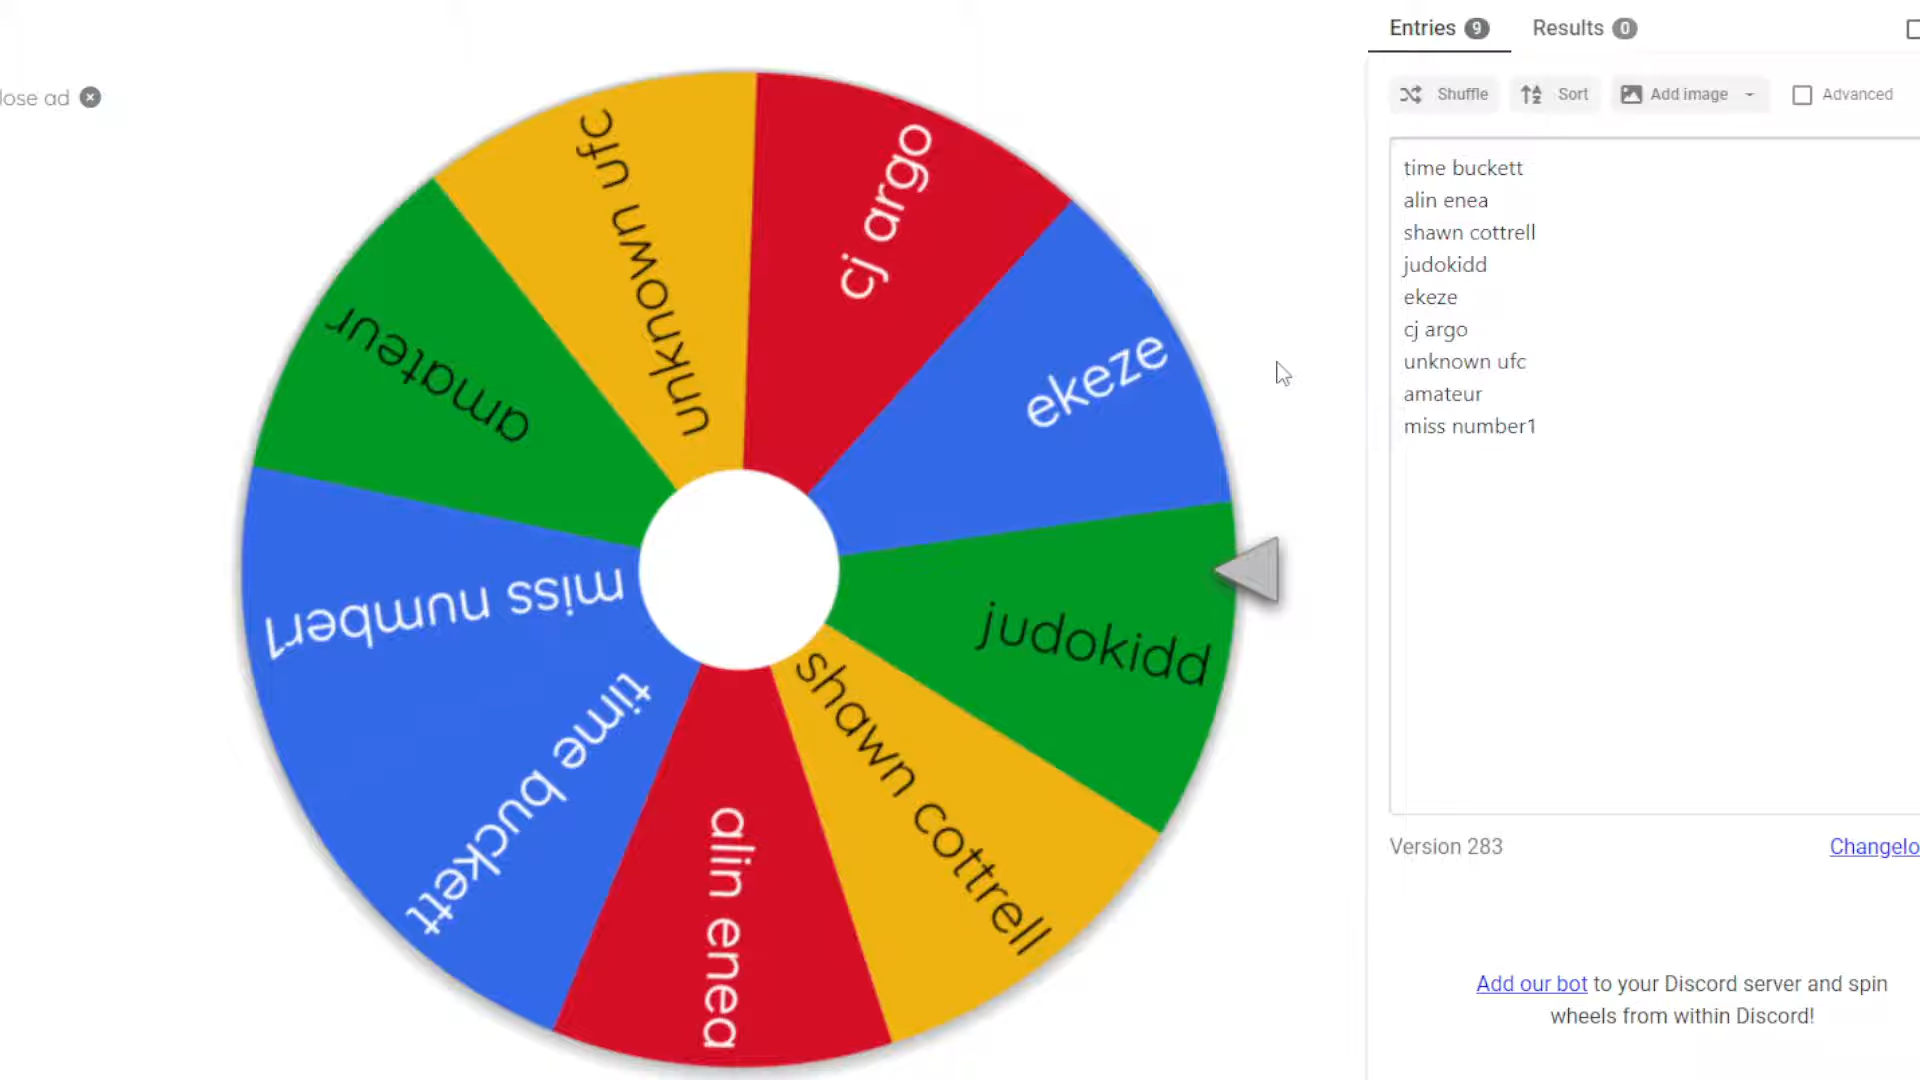 Entries 9
Results 0
lose ad
Shuffle
Sort
Add image
Advanced
time buckett
alin enea
shawn cottrell
judokidd
ekeze
cj argo
unknown ufc
amateur
miss number1
unknown ufc
cj argo
ekeze
judokidd
shawn cottrell
alin enea
time buckett
miss number1
amateur
Version 283
Changelo
Add our bot to your Discord server and spin
wheels from within Discord!